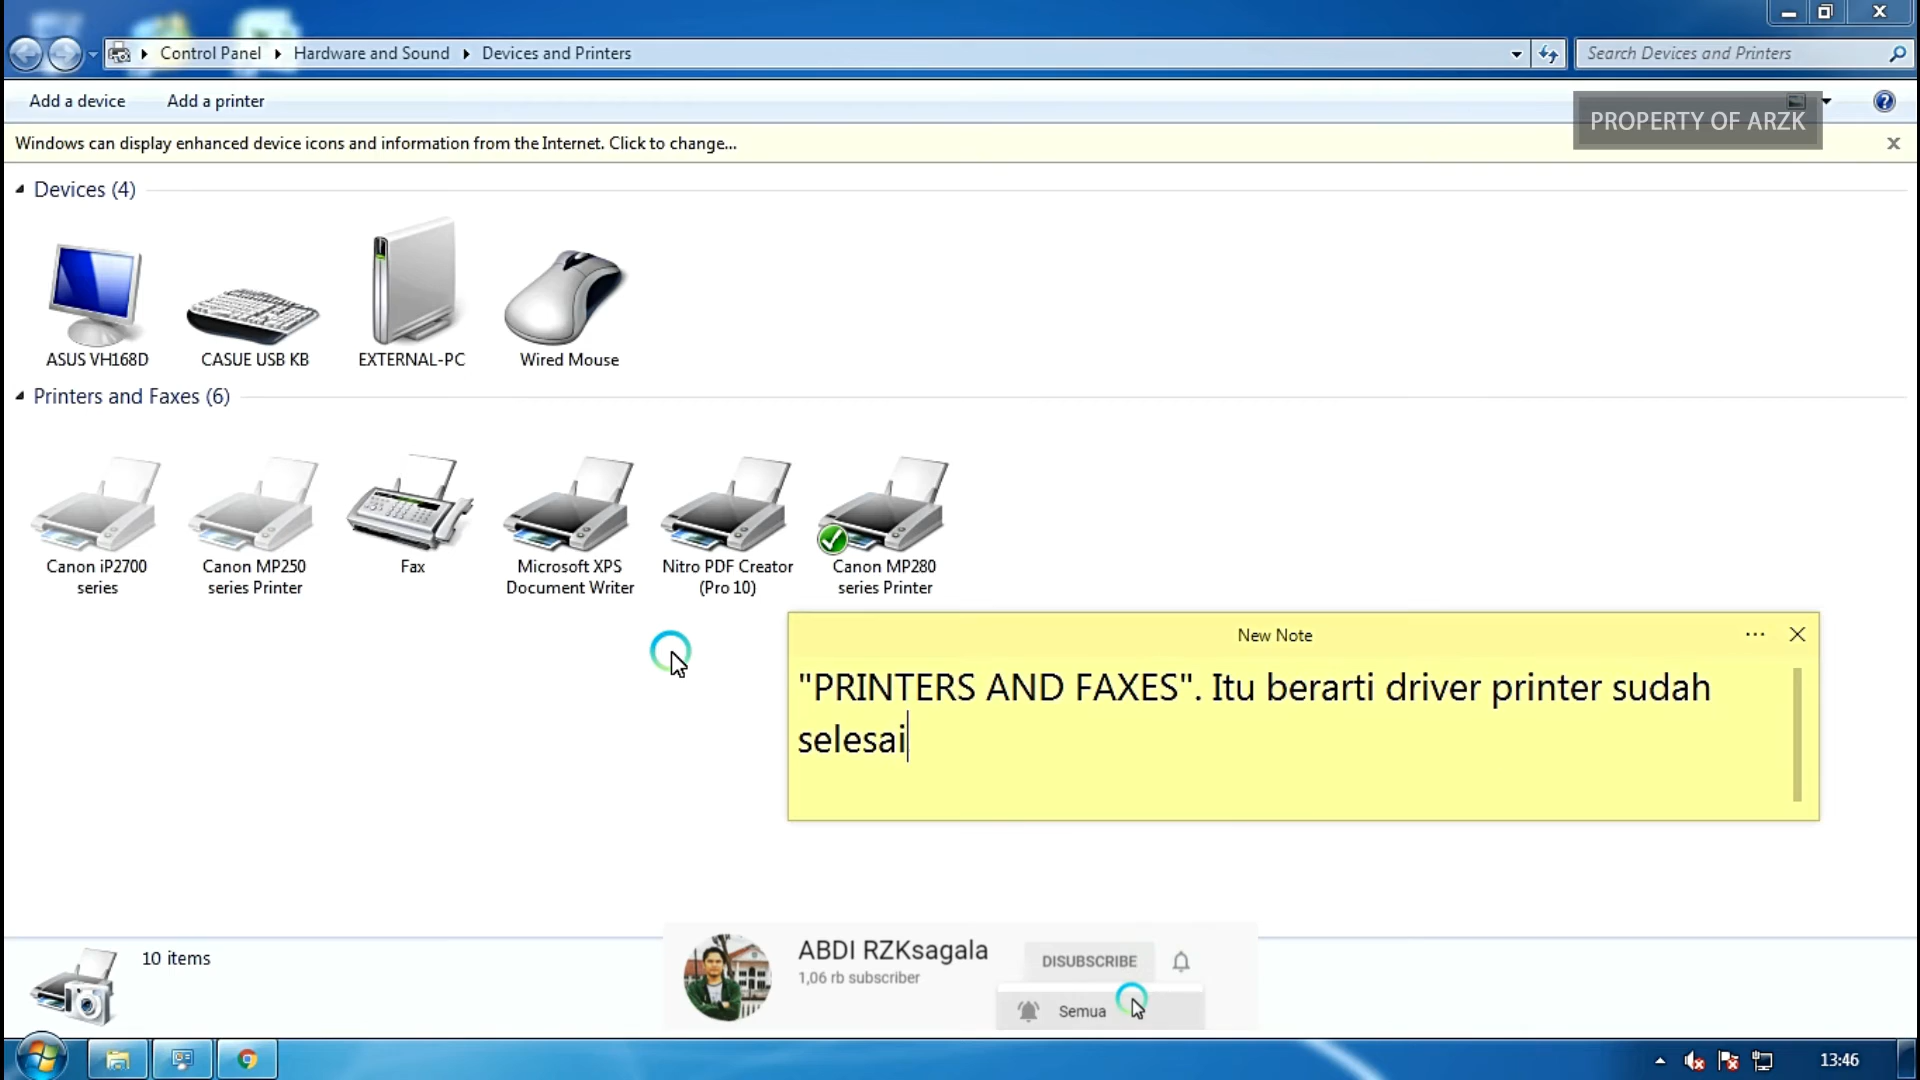 Control Panel
Hardware and Sound
Devices and Printers
Search Devices and Printers
Add a device
Add a printer
PROPERTY OF ARZK
Windows can display enhanced device icons and information from the Internet. Click to change...
Devices (4)
ASUS VH168D
CASUE USB KB
EXTERNAL-PC
Wired Mouse
Printers and Faxes (6)
Canon iP2700
series
Canon MP250
series Printer
Fax
Microsoft XPS
Document Writer
Nitro PDF Creator
(Pro 10)
Canon MP280
series Printer
New Note
"PRINTERS AND FAXES". Itu berarti driver printer sudah
selesai
10 items
ABDI RZKsagala
1,06 rb subscriber
DISUBSCRIBE
Semua
13:46